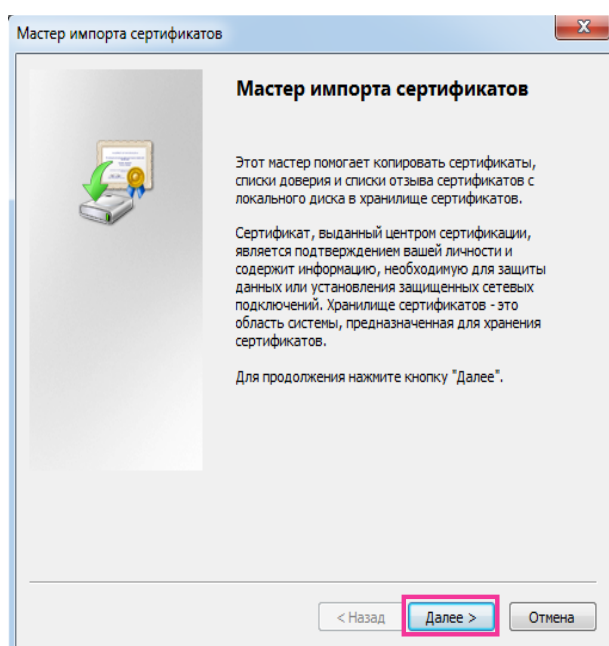 Мастер импорта сертификатов
Мастер импорта сертификатов
Этот мастер помогает копировать сертификаты,
списки доверия и списки отзыва сертификатов с
локального диска в хранилище сертификатов.
Сертификат, выданный центром сертификации,
является подтверждением вашей личности и
содержит информацию, необходимую для защиты
данных или установления защищенных сетевых
подключений. Хранилище сертификатов - это
область системы, предназначенная для хранения
сертификатов.
Для продолжения нажмите кнопку "Далее".
< Назад Далее > Отмена